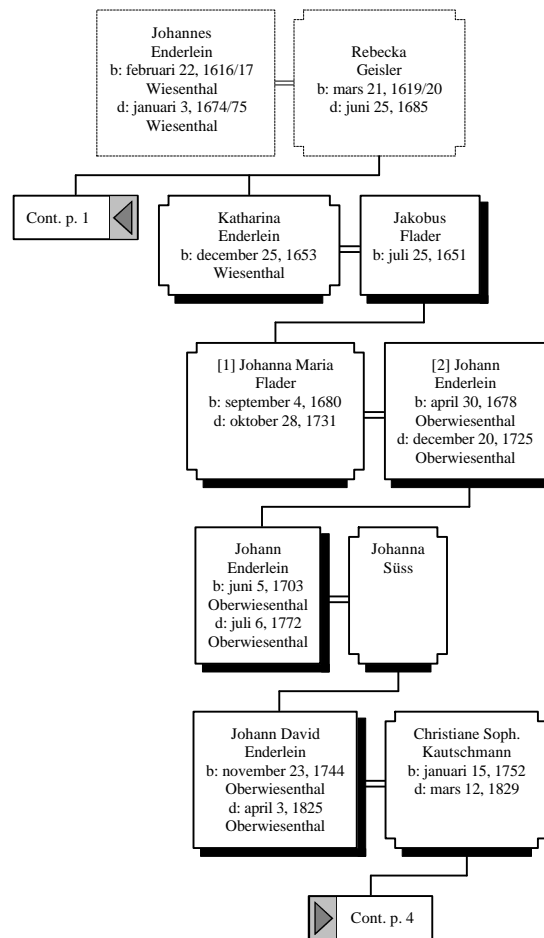 Johannes
Enderlein
b: februari 22, 1616/17
Wiesenthal
d: januari 3, 1674/75
Wiesenthal
Rebecka
Geisler
b: mars 21, 1619/20
d: juni 25, 1685
Cont. p. 1
Katharina
Enderlein
b: december 25, 1653
Wiesenthal
Jakobus
Flader
b: juli 25, 1651
[1] Johanna Maria
Flader
b: september 4, 1680
d: oktober 28, 1731
[2] Johann
Enderlein
b: april 30, 1678
Oberwiesenthal
d: december 20, 1725
Oberwiesenthal
Johann
Enderlein
b: juni 5, 1703
Oberwiesenthal
d: juli 6, 1772
Oberwiesenthal
Johanna
Süss
Johann David
Enderlein
b: november 23, 1744
Oberwiesenthal
d: april 3, 1825
Oberwiesenthal
Christiane Soph.
Kautschmann
b: januari 15, 1752
d: mars 12, 1829
Cont. p. 4